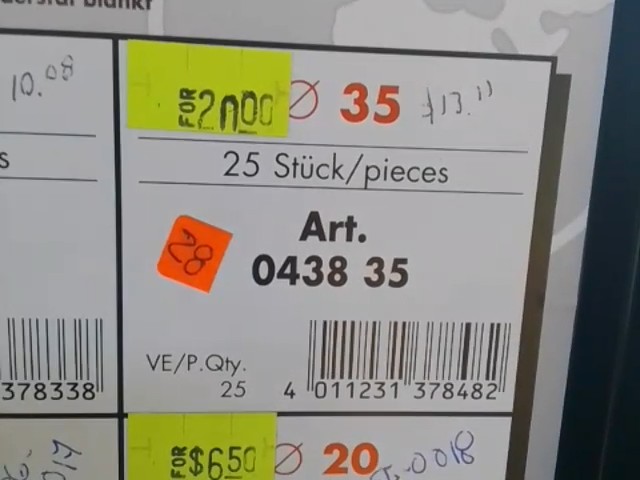 10.08
FOR 20.00
Ø 35
$13.11
25 Stück/pieces
s
Art.
0438 35
28
VE/P.Qty.
25
4 011231 378482
378338
FOR $6.50
Ø 20